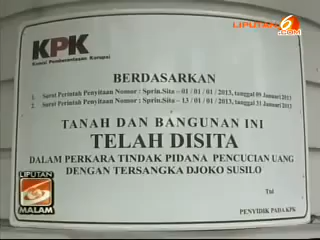 LIPUTAN 6
.COM
KPK
Komisi Pemberantasan Korupsi
BERDASARKAN
1. Surat Perintah Penyitaan Nomor : Sprin.Sita – 01 / 01 / 01 / 2013, tanggal 09 Januari 2013
2. Surat Perintah Penyitaan Nomor : Sprin.Sita – 13 / 01 / 01 / 2013, tanggal 31 Januari 2013
TANAH DAN BANGUNAN INI
TELAH DISITA
DALAM PERKARA TINDAK PIDANA PENCUCIAN UANG
DENGAN TERSANGKA DJOKO SUSILO
Ttd
PENYIDIK PADA KPK
LIPUTAN
6
MALAM